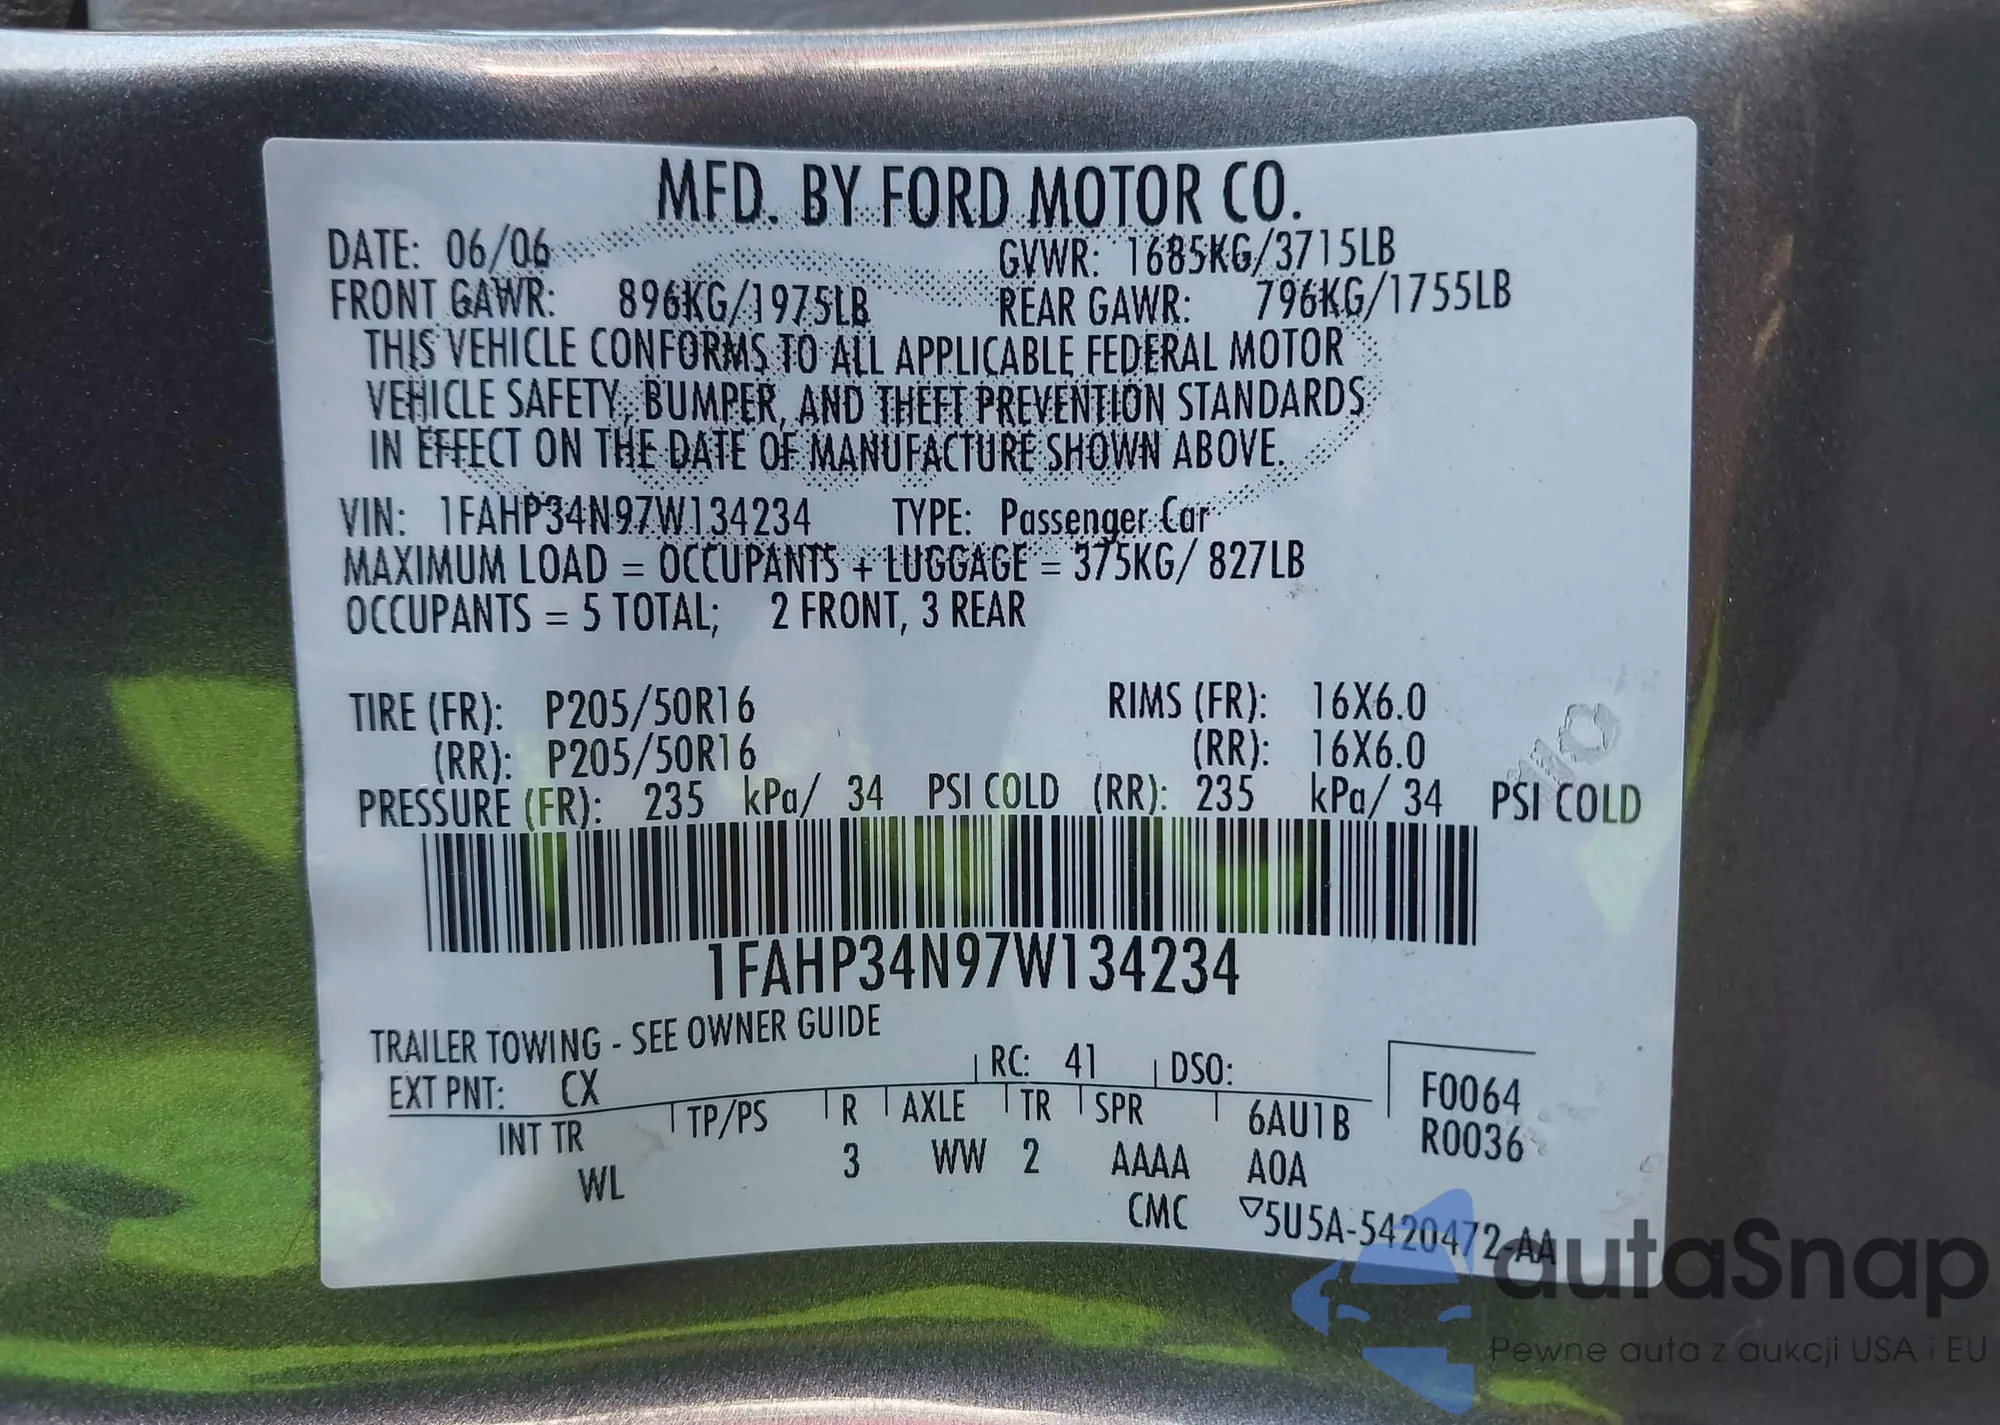 MFD. BY FORD MOTOR CO.
DATE: 06/06 GVWR: 1685KG/3715LB
FRONT GAWR: 896KG/1975LB REAR GAWR: 796KG/1755LB
THIS VEHICLE CONFORMS TO ALL APPLICABLE FEDERAL MOTOR
VEHICLE SAFETY, BUMPER, AND THEFT PREVENTION STANDARDS
IN EFFECT ON THE DATE OF MANUFACTURE SHOWN ABOVE.
VIN: 1FAHP34N97W134234 TYPE: Passenger Car
MAXIMUM LOAD = OCCUPANTS + LUGGAGE = 375KG/ 827LB
OCCUPANTS = 5 TOTAL; 2 FRONT, 3 REAR
TIRE (FR): P205/50R16 RIMS (FR): 16X6.0
(RR): P205/50R16 (RR): 16X6.0
PRESSURE (FR): 235 kPa/ 34 PSI COLD (RR): 235 kPa/ 34 PSI COLD
1FAHP34N97W134234
TRAILER TOWING - SEE OWNER GUIDE
EXT PNT: CX RC: 41 DSO: F0064
INT TR TP/PS R AXLE TR SPR 6AU1B R0036
WL 3 WW 2 AAAA A0A
CMC ▽5U5A-5420472-AA
autaSnap
Pewne auta z aukcji USA i EU